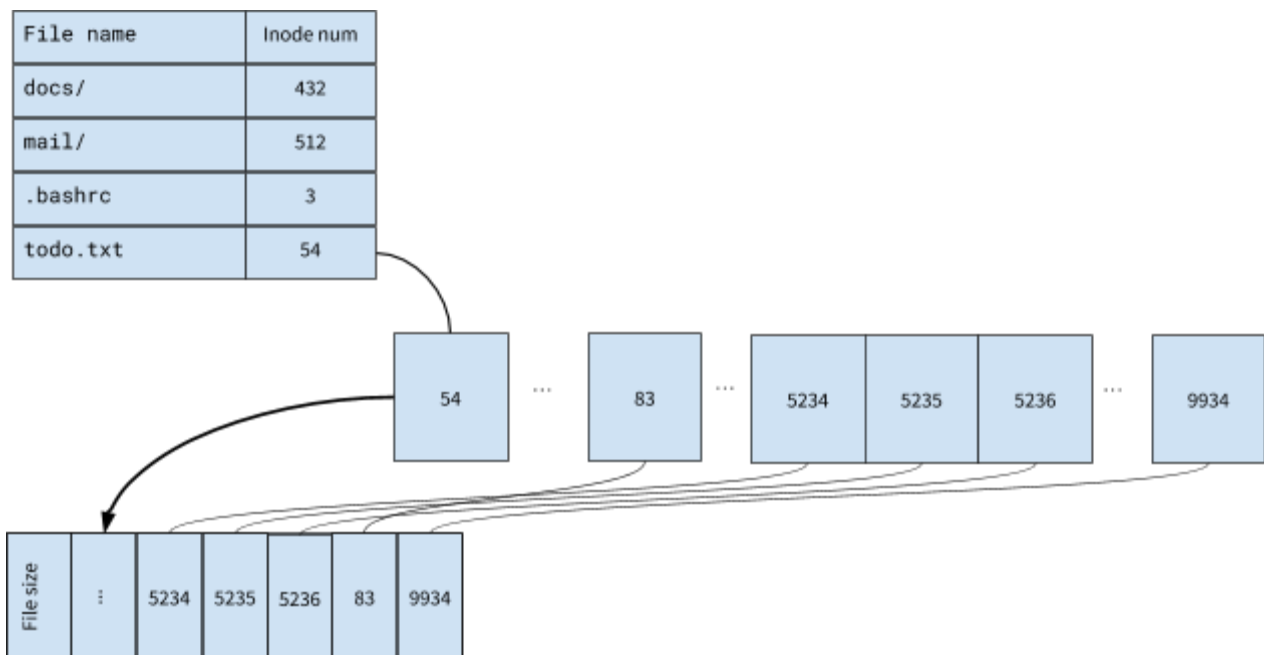 File name Inode num
docs/ 432
mail/ 512
.bashrc 3
todo.txt 54
54 ... 83 ... 5234 5235 5236 ... 9934
File size ... 5234 5235 5236 83 9934